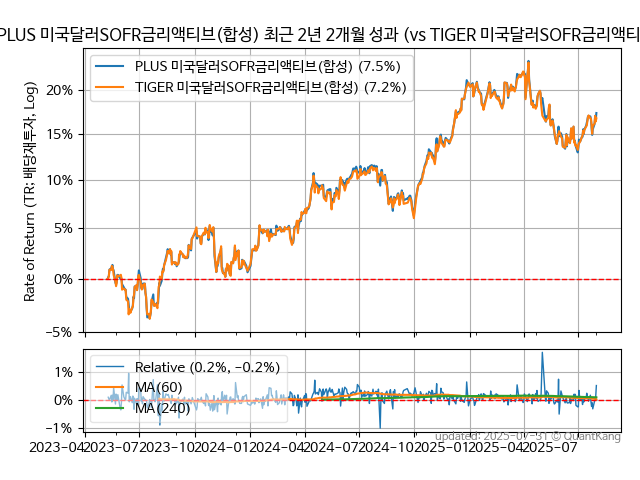 PLUS 미국달러SOFR금리액티브(합성) 최근 2년 2개월 성과 (vs TIGER 미국달러SOFR금리액티
PLUS 미국달러SOFR금리액티브(합성) (7.5%)
TIGER 미국달러SOFR금리액티브(합성) (7.2%)
Rate of Return (TR: 배당재투자, Log)
20%
15%
10%
5%
0%
−5%
Relative (0.2%, −0.2%)
MA(60)
MA(240)
1%
0%
−1%
2023-04 2023-07 2023-10 2024-01 2024-04 2024-07 2024-10 2025-01 2025-04 2025-07
updated: 2025-07-31 © QuantKang